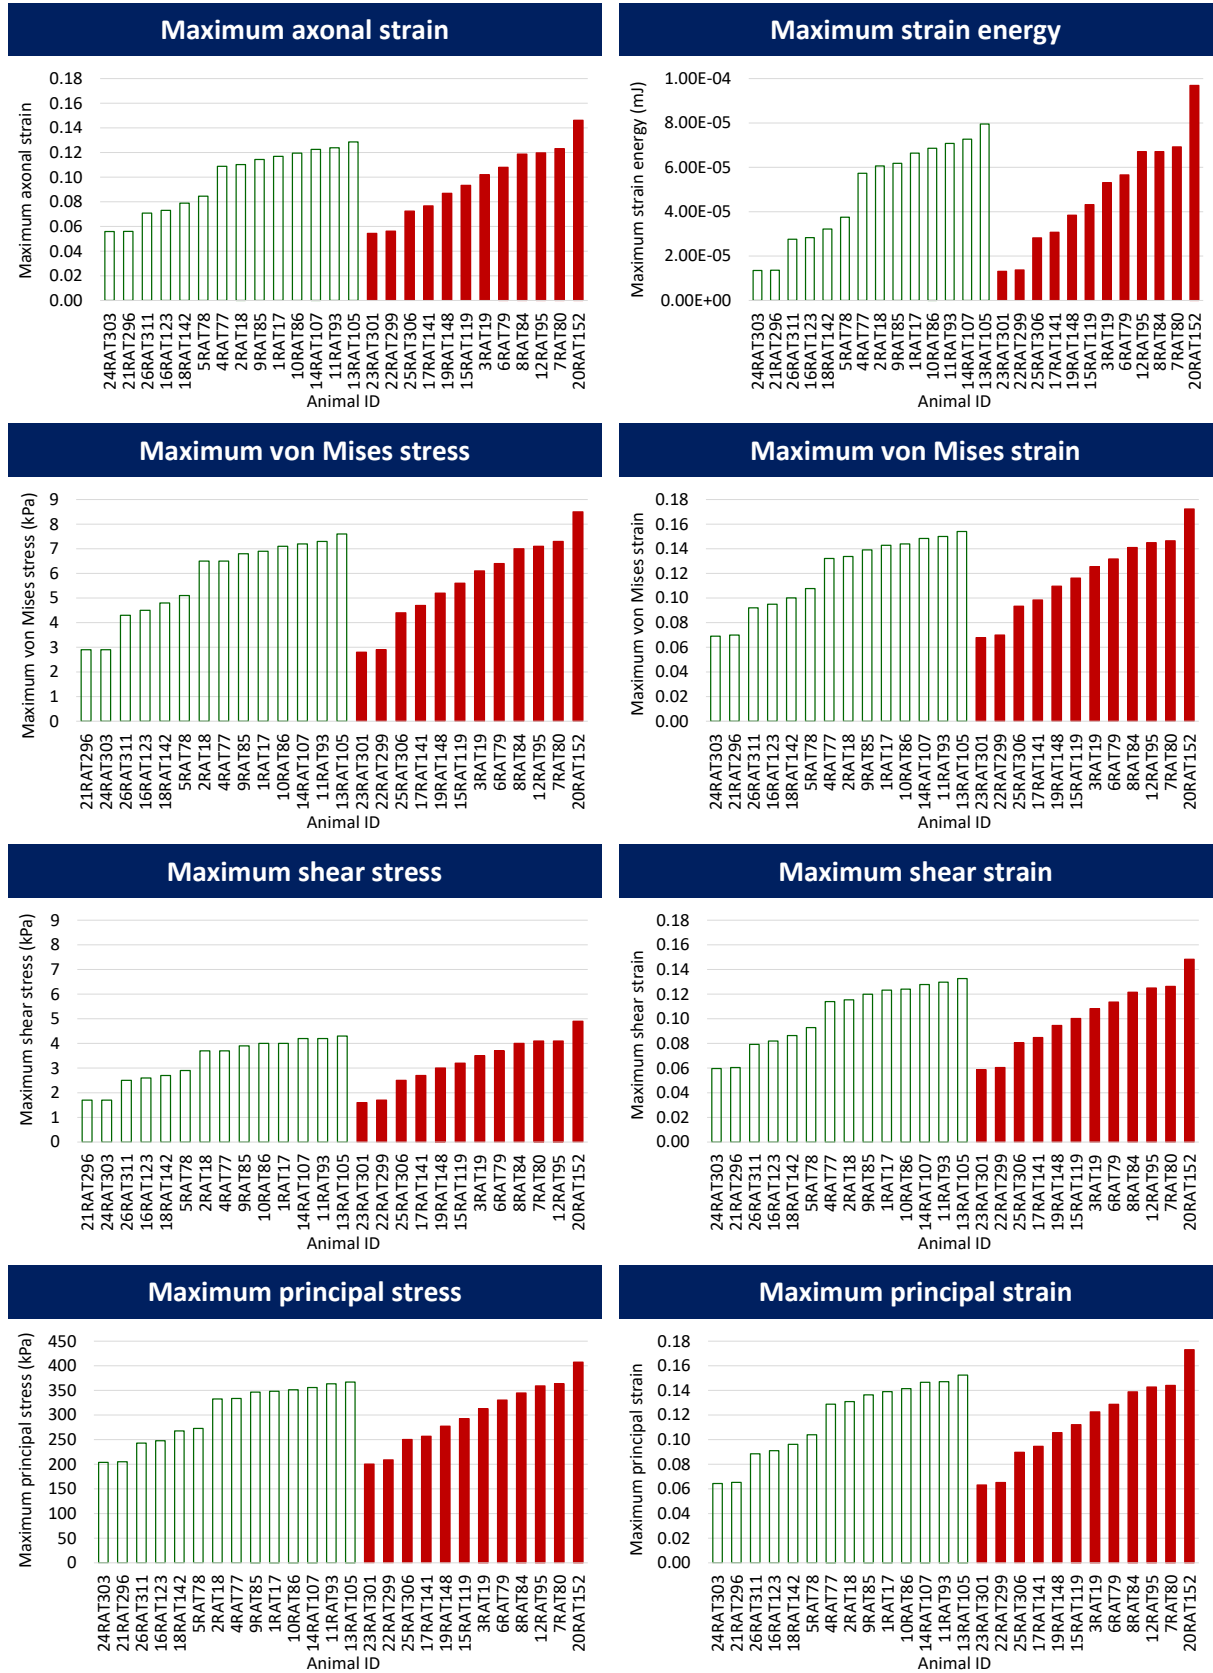 Maximum axonal strain
Maximum axonal strain
0.18
0.16
0.14
0.12
0.10
0.08
0.06
0.04
0.02
0.00
24RAT303
21RAT296
26RAT311
16RAT123
18RAT142
5RAT78
4RAT77
2RAT18
9RAT85
1RAT17
10RAT86
14RAT107
11RAT93
13RAT105
23RAT301
22RAT299
25RAT306
17RAT141
19RAT148
15RAT119
3RAT19
6RAT79
8RAT84
12RAT95
7RAT80
20RAT152
Animal ID
Maximum strain energy
Maximum strain energy (mJ)
1.00E-04
8.00E-05
6.00E-05
4.00E-05
2.00E-05
0.00E+00
24RAT303
21RAT296
26RAT311
16RAT123
18RAT142
5RAT78
4RAT77
2RAT18
9RAT85
1RAT17
10RAT86
11RAT93
14RAT107
13RAT105
23RAT301
22RAT299
25RAT306
17RAT141
19RAT148
15RAT119
3RAT19
6RAT79
12RAT95
8RAT84
7RAT80
20RAT152
Animal ID
Maximum von Mises stress
Maximum von Mises stress (kPa)
9
8
7
6
5
4
3
2
1
0
21RAT296
24RAT303
26RAT311
16RAT123
18RAT142
5RAT78
2RAT18
4RAT77
9RAT85
1RAT17
10RAT86
14RAT107
11RAT93
13RAT105
23RAT301
22RAT299
25RAT306
17RAT141
19RAT148
15RAT119
3RAT19
6RAT79
8RAT84
12RAT95
7RAT80
20RAT152
Animal ID
Maximum von Mises strain
Maximum von Mises strain
0.18
0.16
0.14
0.12
0.10
0.08
0.06
0.04
0.02
0.00
24RAT303
21RAT296
26RAT311
16RAT123
18RAT142
5RAT78
4RAT77
2RAT18
9RAT85
1RAT17
10RAT86
14RAT107
11RAT93
13RAT105
23RAT301
22RAT299
25RAT306
17RAT141
19RAT148
15RAT119
3RAT19
6RAT79
8RAT84
12RAT95
7RAT80
20RAT152
Animal ID
Maximum shear stress
Maximum shear stress (kPa)
9
8
7
6
5
4
3
2
1
0
21RAT296
24RAT303
26RAT311
16RAT123
18RAT142
5RAT78
2RAT18
4RAT77
9RAT85
10RAT86
1RAT17
14RAT107
11RAT93
13RAT105
23RAT301
22RAT299
25RAT306
17RAT141
19RAT148
15RAT119
3RAT19
6RAT79
8RAT84
7RAT80
12RAT95
20RAT152
Animal ID
Maximum shear strain
Maximum shear strain
0.18
0.16
0.14
0.12
0.10
0.08
0.06
0.04
0.02
0.00
24RAT303
21RAT296
26RAT311
16RAT123
18RAT142
5RAT78
4RAT77
2RAT18
9RAT85
1RAT17
10RAT86
14RAT107
11RAT93
13RAT105
23RAT301
22RAT299
25RAT306
17RAT141
19RAT148
15RAT119
3RAT19
6RAT79
8RAT84
12RAT95
7RAT80
20RAT152
Animal ID
Maximum principal stress
Maximum principal stress (kPa)
450
400
350
300
250
200
150
100
50
0
24RAT303
21RAT296
26RAT311
16RAT123
18RAT142
5RAT78
2RAT18
4RAT77
9RAT85
1RAT17
10RAT86
14RAT107
11RAT93
13RAT105
23RAT301
22RAT299
25RAT306
17RAT141
19RAT148
15RAT119
3RAT19
6RAT79
8RAT84
12RAT95
7RAT80
20RAT152
Animal ID
Maximum principal strain
Maximum principal strain
0.18
0.16
0.14
0.12
0.10
0.08
0.06
0.04
0.02
0.00
24RAT303
21RAT296
26RAT311
16RAT123
18RAT142
5RAT78
4RAT77
2RAT18
9RAT85
1RAT17
10RAT86
14RAT107
11RAT93
13RAT105
23RAT301
22RAT299
25RAT306
17RAT141
19RAT148
15RAT119
3RAT19
6RAT79
8RAT84
12RAT95
7RAT80
20RAT152
Animal ID